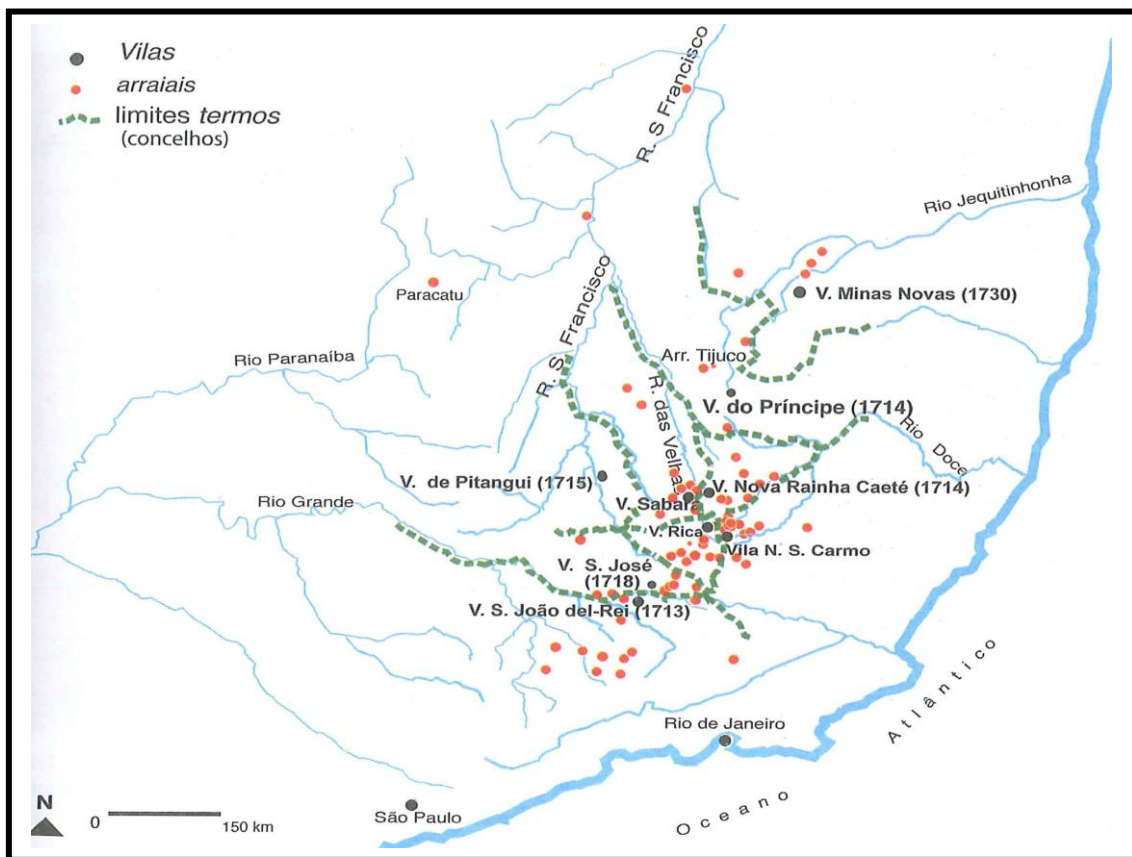 Vilas
arraiais
limites termos
(concelhos)
R. S Francisco
Rio Jequitinhonha
Paracatu
V. Minas Novas (1730)
R. S. Francisco
Rio Paranaíba
Arr. Tijuco
R. das Velhas
V. do Príncipe (1714)
Rio Doce
V. de Pitangui (1715)
V. Nova Rainha Caeté (1714)
V. Sabará
Rio Grande
V. Rica
Vila N. S. Carmo
V. S. José
(1718)
V. S. João del-Rei (1713)
Rio de Janeiro
Oceano Atlântico
São Paulo
N
0 150 km